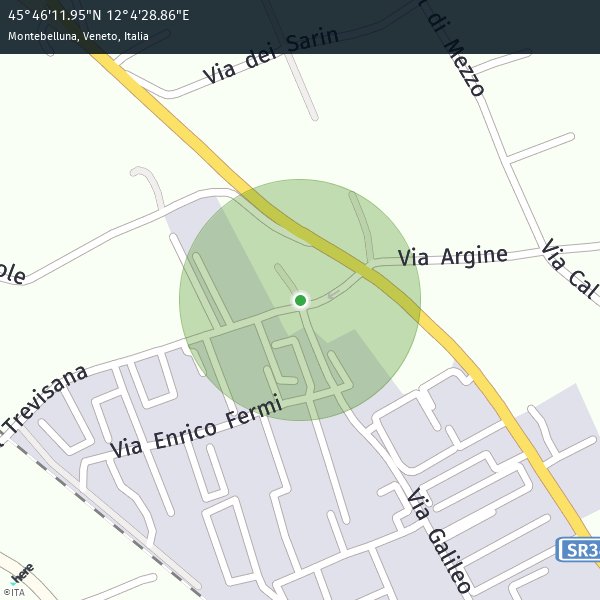 45°46'11.95"N 12°4'28.86"E
Montebelluna, Veneto, Italia
Via dei Sarin
di Mezzo
Via Argine
Via Cal
ole
Trevisana
Via Enrico Fermi
Via Galileo
SR3
here
©ITA